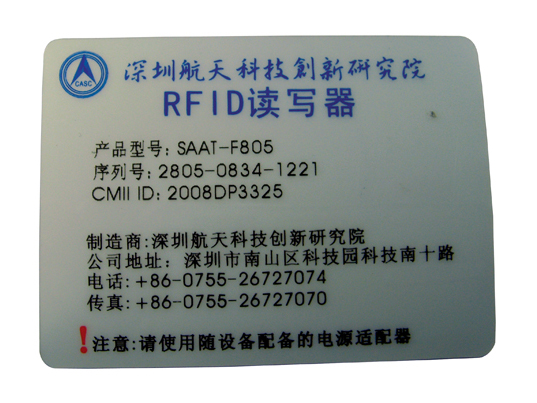 CASC
深圳航天科技創新研究院
RFID读写器
产品型号: SAAT-F805
序列号: 2805-0834-1221
CMII ID: 2008DP3325
制造商:深圳航天科技创新研究院
公司地址: 深圳市南山区科技园科技南十路
电话: +86-0755-26727074
传真: +86-0755-26727070
!注意:请使用随设备配备的电源适配器